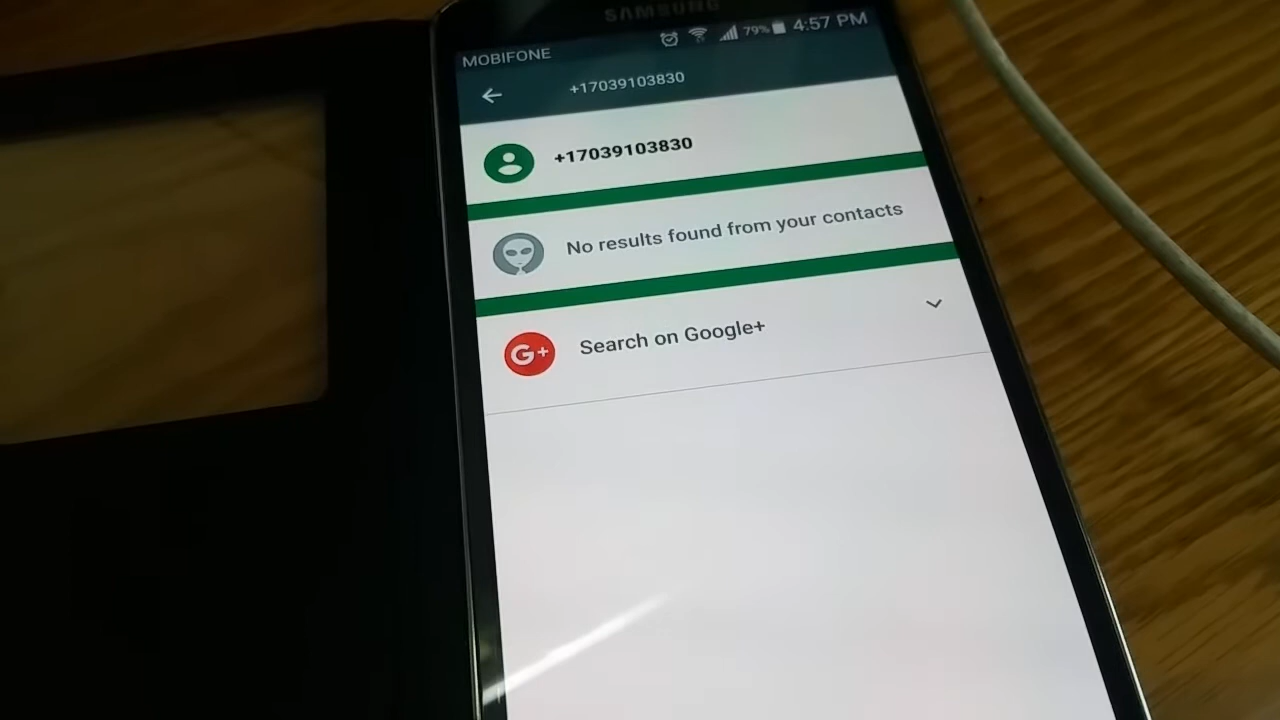 SAMSUNG
MOBIFONE 79% 4:57 PM
+17039103830
+17039103830
No results found from your contacts
G+ Search on Google+